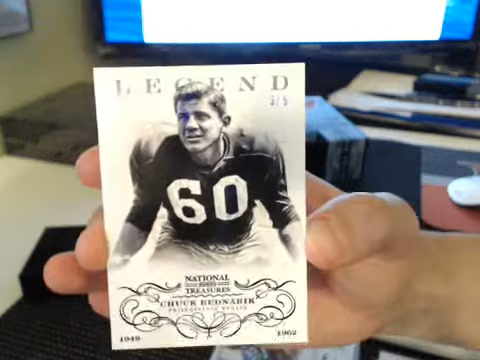 LEGEND
3/5
60
NATIONAL
TREASURES
CHUCK BEDNARIK
PHILADELPHIA EAGLES
1949 1962